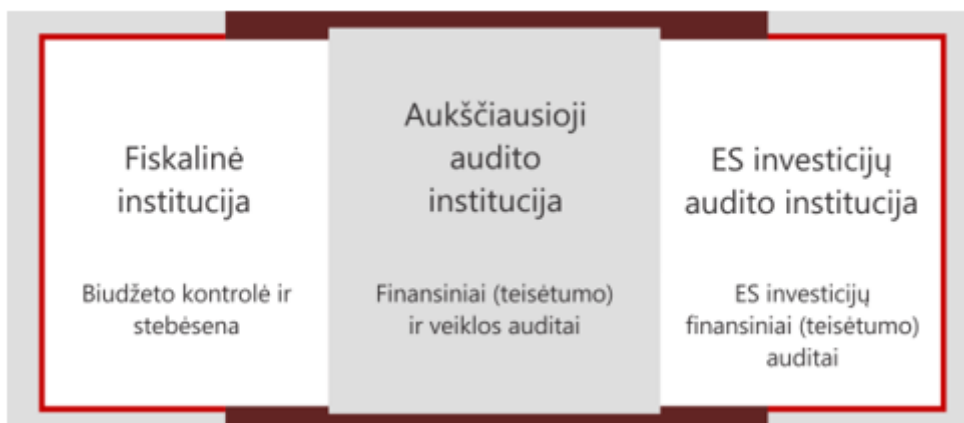 Fiskalinė
institucija
Biudžeto kontrolė ir
stebėsena
Aukščiausioji
audito
institucija
Finansiniai (teisėtumo)
ir veiklos auditai
ES investicijų
audito institucija
ES investicijų
finansiniai (teisėtumo)
auditai